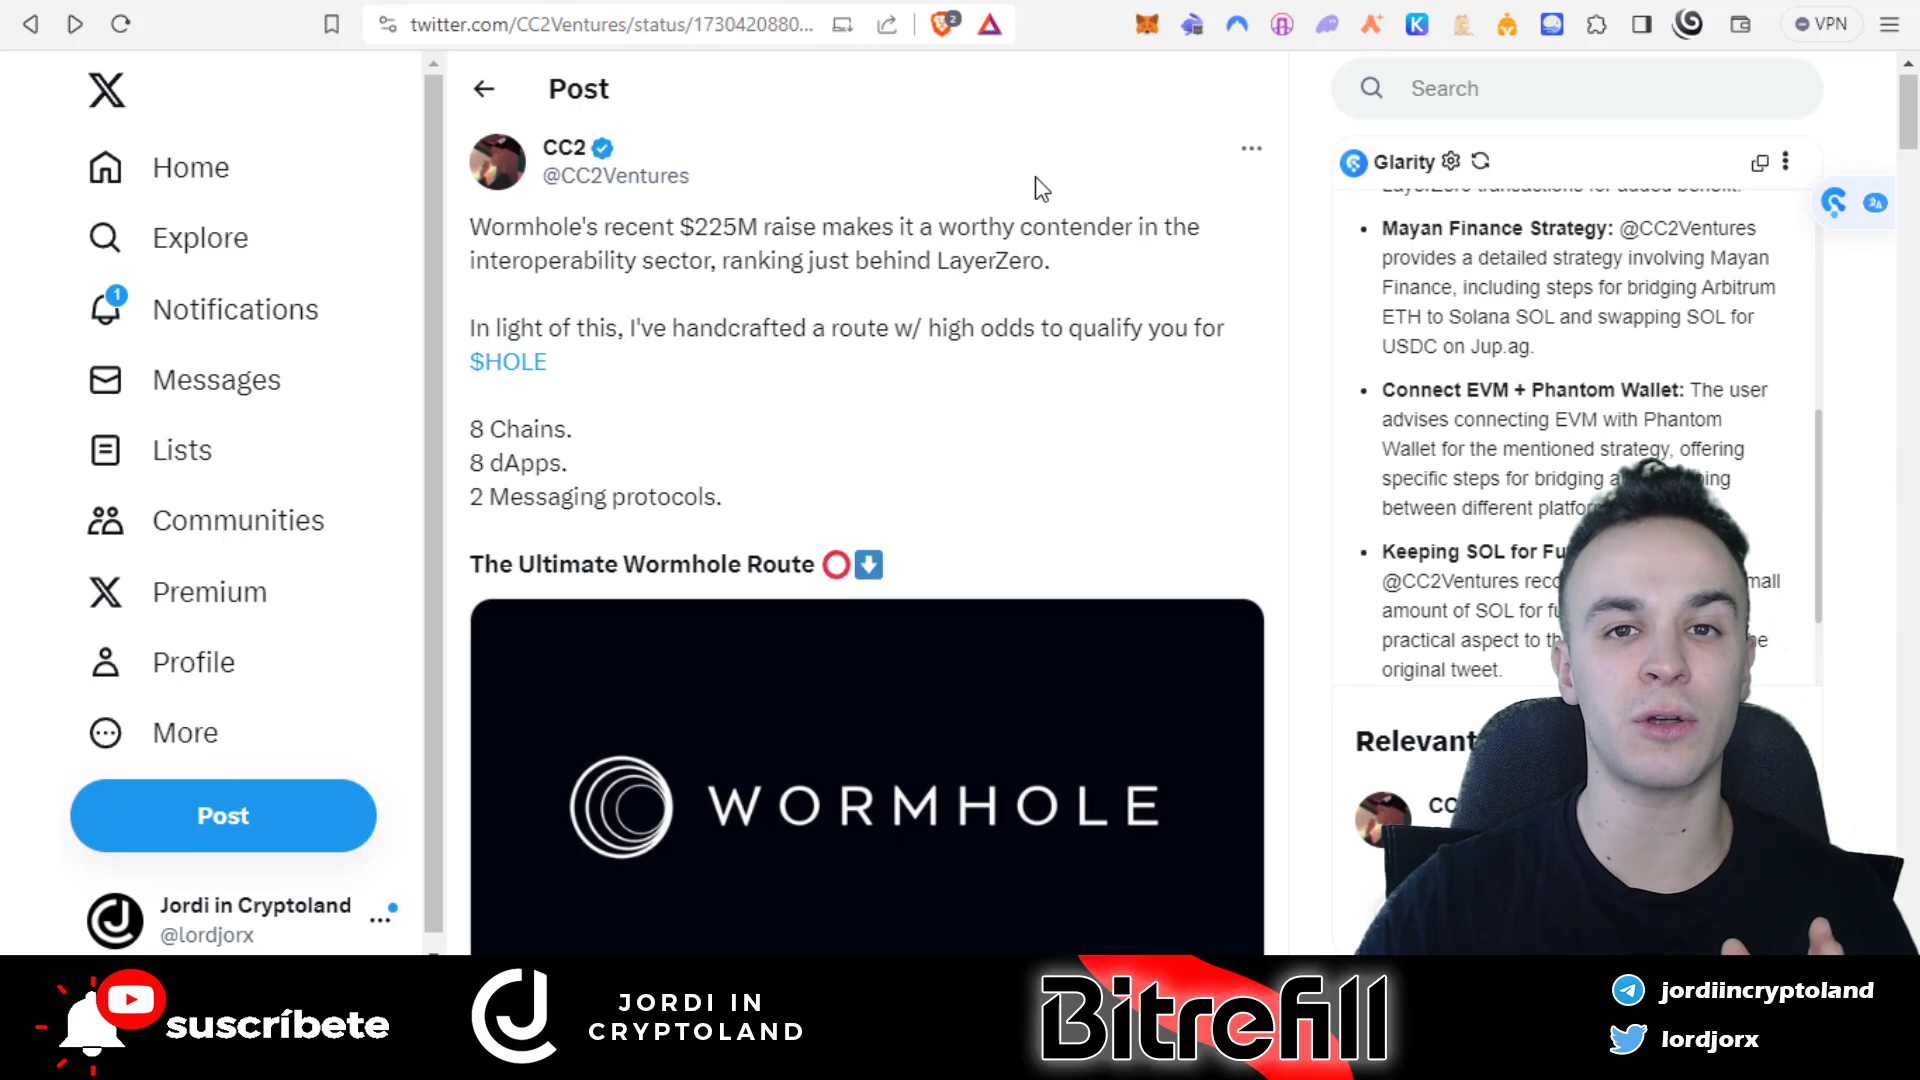 twitter.com/CC2Ventures/status/1730420880...
2
VPN
Home
Explore
1
Notifications
Messages
Lists
Communities
Premium
Profile
More
Post
Jordi in Cryptoland
@lordjorx
Post
CC2
@CC2Ventures
Wormhole's recent $225M raise makes it a worthy contender in the
interoperability sector, ranking just behind LayerZero.
In light of this, I've handcrafted a route w/ high odds to qualify you for
$HOLE
8 Chains.
8 dApps.
2 Messaging protocols.
The Ultimate Wormhole Route
WORMHOLE
Search
Glarity
LayerZero transactions for added benefit.
Mayan Finance Strategy: @CC2Ventures
provides a detailed strategy involving Mayan
Finance, including steps for bridging Arbitrum
ETH to Solana SOL and swapping SOL for
USDC on Jup.ag.
Connect EVM + Phantom Wallet: The user
advises connecting EVM with Phantom
Wallet for the mentioned strategy, offering
specific steps for bridging
between different
Keeping SOL for
@CC2Ventures
amount of SOL for
practical aspect to
original tweet.
Relevant
suscríbete
JORDI IN
CRYPTOLAND
Bitrefill
jordiincryptoland
lordjorx